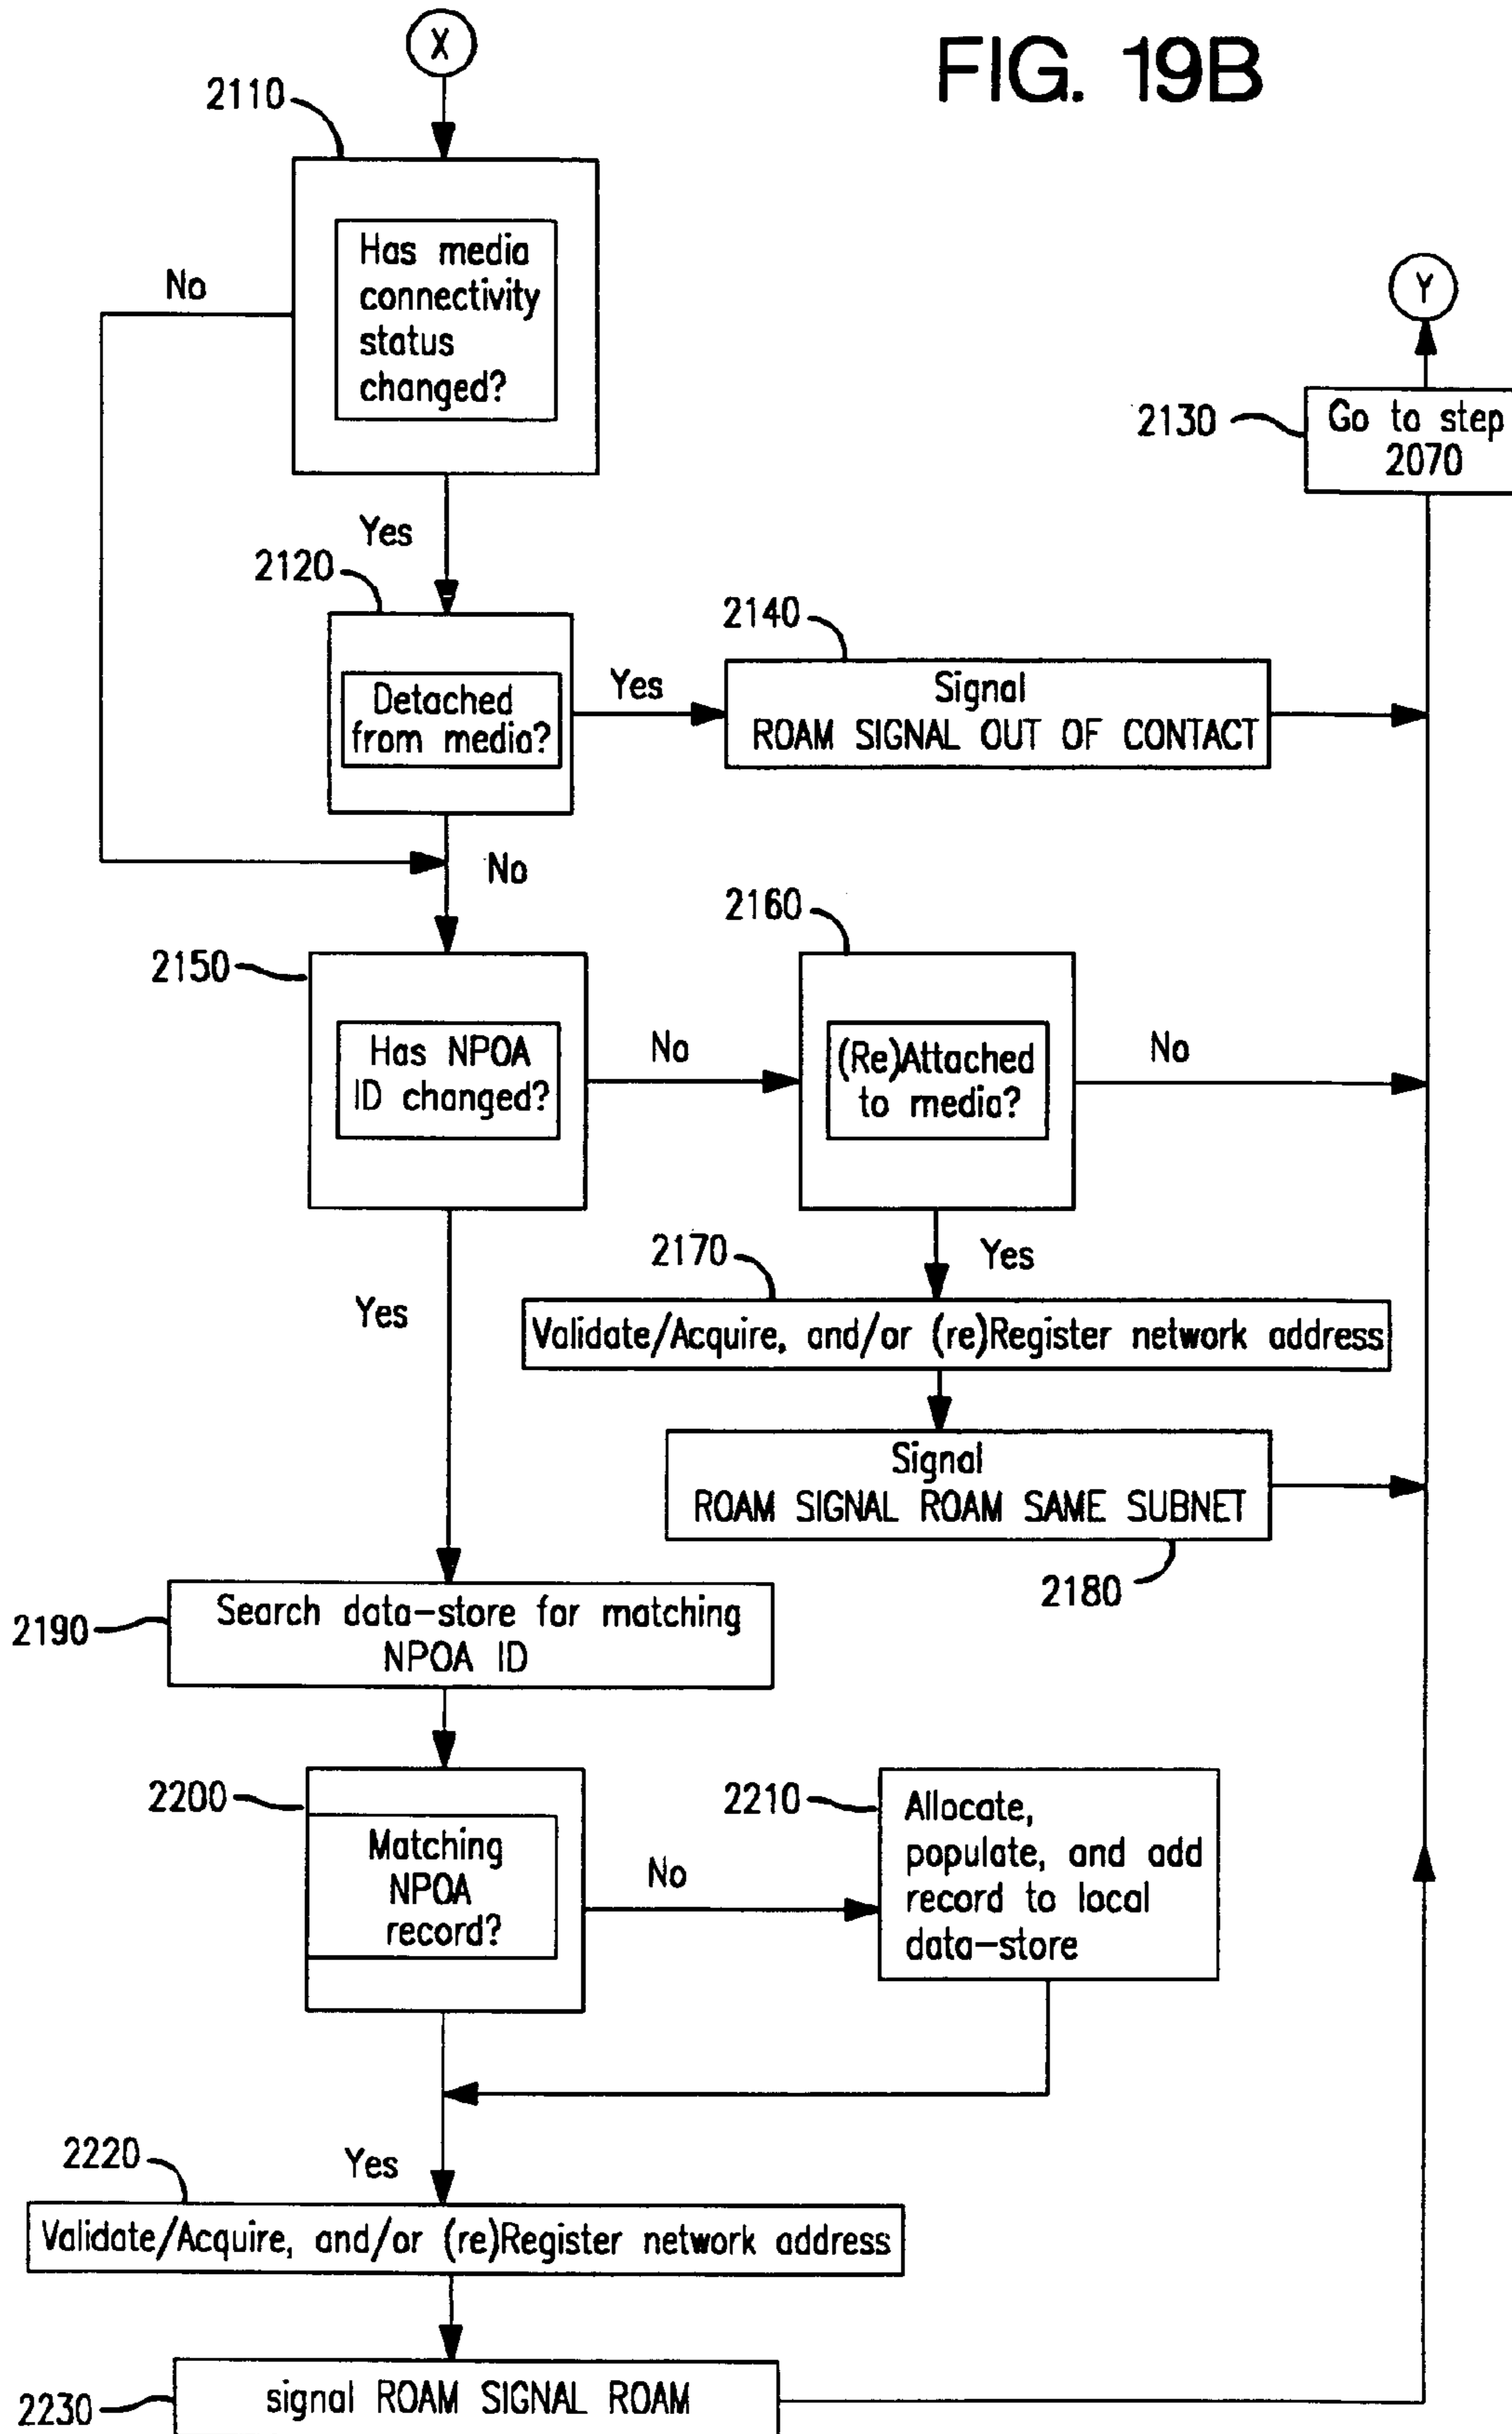 X
FIG. 19B
2110
Has media
connectivity
status
changed?
No
Y
2130
Go to step
2070
Yes
2120
Detached
from media?
Yes
2140
Signal
ROAM SIGNAL OUT OF CONTACT
No
2150
Has NPOA
ID changed?
No
2160
(Re)Attached
to media?
No
Yes
2170
Yes
Validate/Acquire, and/or (re)Register network address
Signal
ROAM SIGNAL ROAM SAME SUBNET
2180
2190
Search data-store for matching
NPOA ID
2200
Matching
NPOA
record?
No
2210
Allocate,
populate, and add
record to local
data-store
2220
Yes
Validate/Acquire, and/or (re)Register network address
2230
signal ROAM SIGNAL ROAM